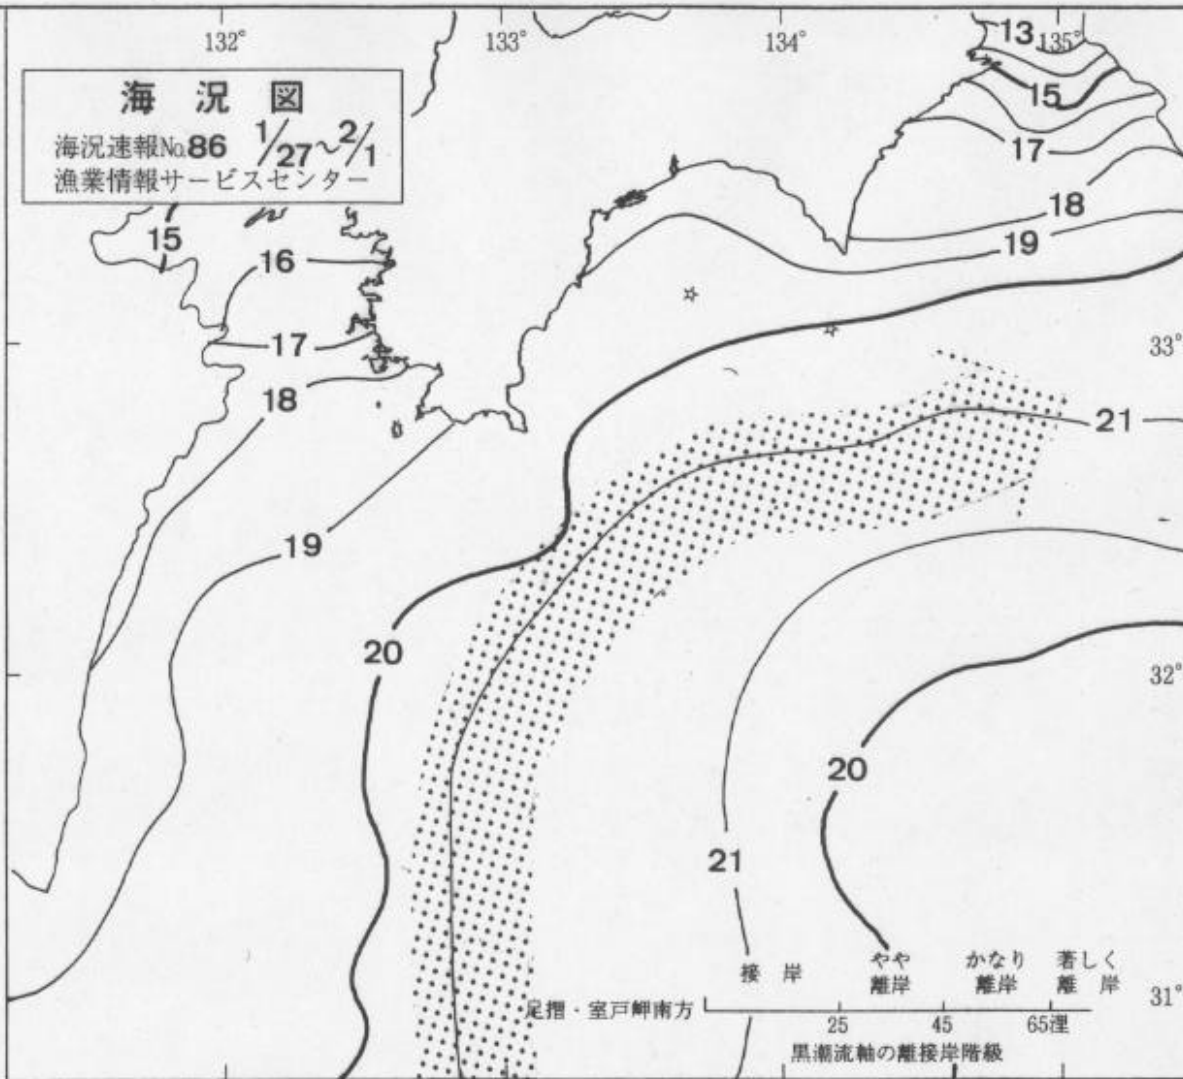 132° 133° 134° 135°
13
海況図
海況速報No.86 1/27~2/1
漁業情報サービスセンター
15
17
18
19
15
16
17
18
33°
21
19
20
32°
20
21
接岸 やや離岸 かなり離岸 著しく離岸
31°
足摺・室戸岬南方
25 45 65浬
黒潮流軸の離接岸階級